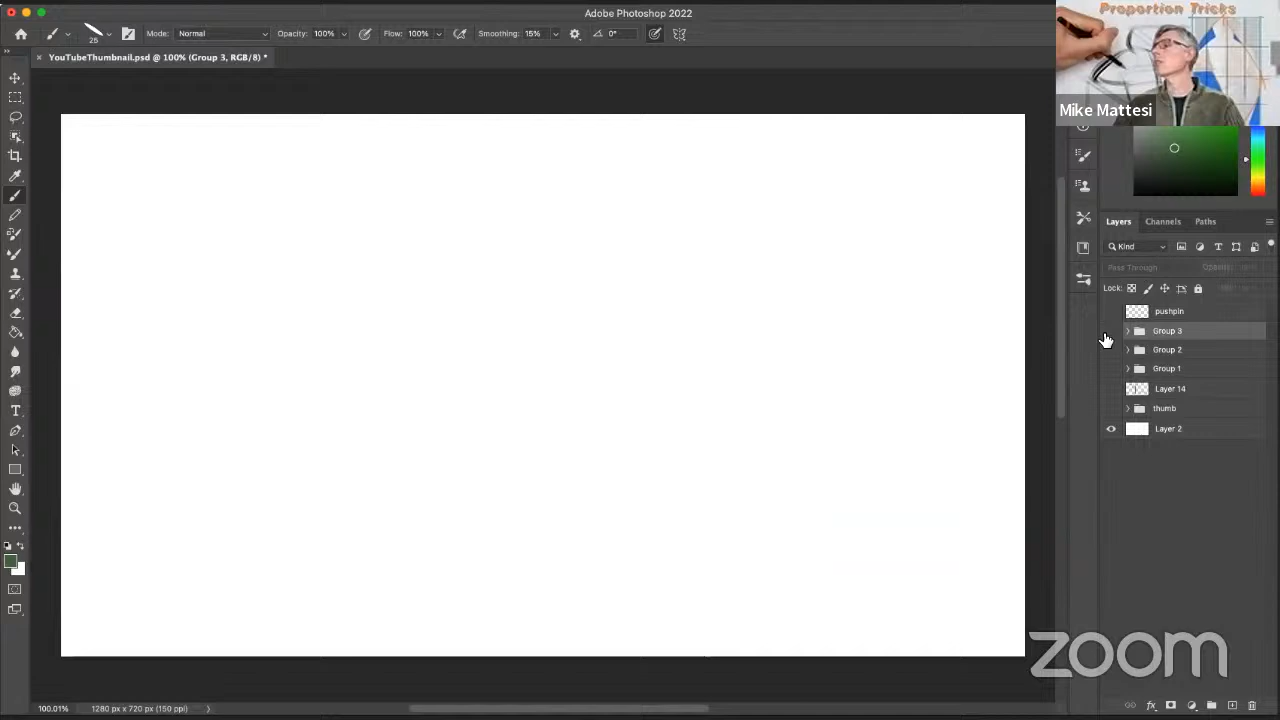 Adobe Photoshop 2022
Proportion Tricks
25
Mode: Normal
Opacity: 100%
Flow: 100%
Smoothing: 15%
0°
YouTubeThumbnail.psd @ 100% (Group 3, RGB/8) *
Mike Mattesi
Layers Channels Paths
Kind
Pass Through Opacity:
Lock:
pushpin
Group 3
Group 2
Group 1
Layer 14
thumb
Layer 2
zoom
100.01% 1280 px x 720 px (150 ppi)